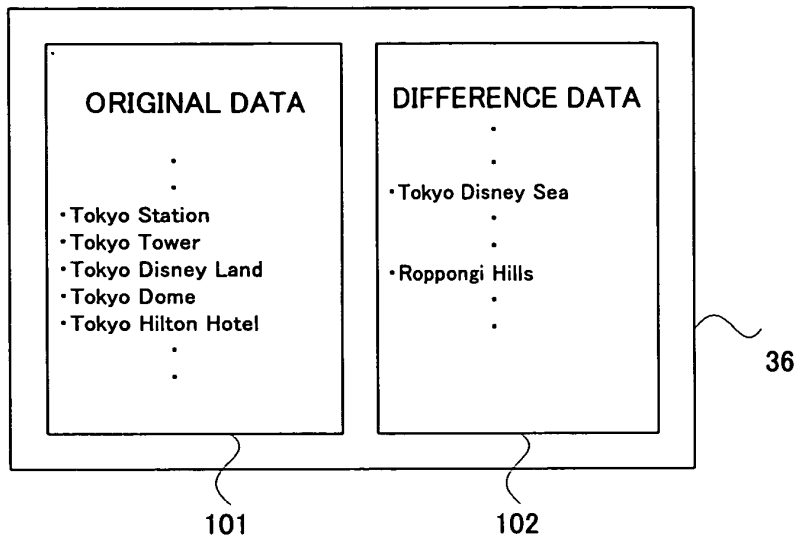 ORIGINAL DATA
・
・
・Tokyo Station
・Tokyo Tower
・Tokyo Disney Land
・Tokyo Dome
・Tokyo Hilton Hotel
・
・
DIFFERENCE DATA
・
・
・Tokyo Disney Sea
・
・
・Roppongi Hills
・
・
36
101
102